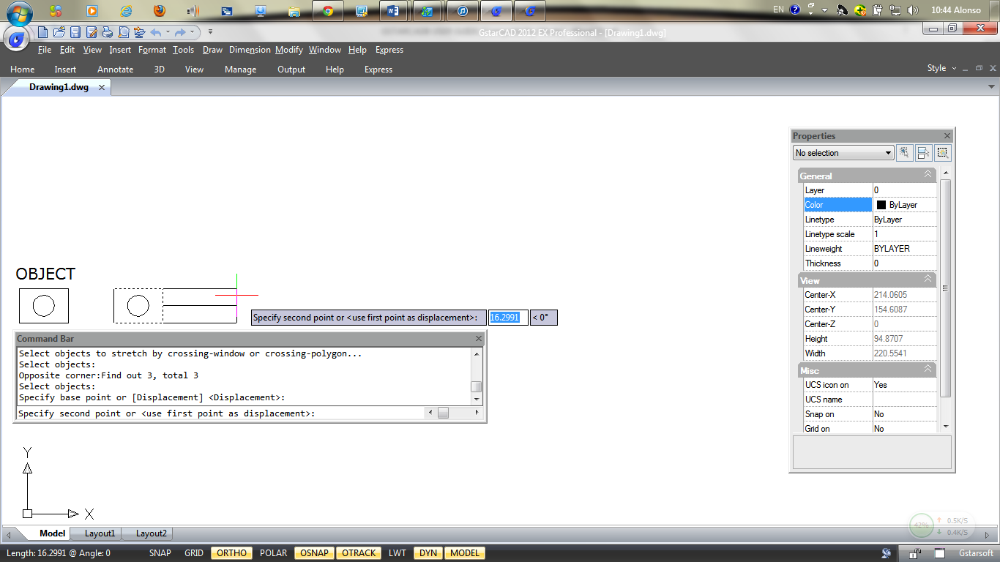 EN
10:44 Alonso
GstarCAD 2012 EX Professional - [Drawing1.dwg]
File Edit View Insert Format Tools Draw Dimension Modify Window Help Express
Home Insert Annotate 3D View Manage Output Help Express
Style
Drawing1.dwg
Properties
No selection
General
Layer 0
Color ByLayer
Linetype ByLayer
Linetype scale 1
Lineweight BYLAYER
Thickness 0
View
Center-X 214.0605
Center-Y 154.6087
Center-Z 0
Height 94.8707
Width 220.5541
Misc
UCS icon on Yes
UCS name
Snap on No
Grid on No
OBJECT
Specify second point or <use first point as displacement>: 16.2991 < 0°
Command Bar
Select objects to stretch by crossing-window or crossing-polygon...
Select objects:
Opposite corner:Find out 3, total 3
Select objects:
Specify base point or [Displacement] <Displacement>:
Specify second point or <use first point as displacement>:
Y
X
42%
0.5K/S
0.4K/S
Model Layout1 Layout2
Length: 16.2991 @ Angle: 0 SNAP GRID ORTHO POLAR OSNAP OTRACK LWT DYN MODEL Gstarsoft